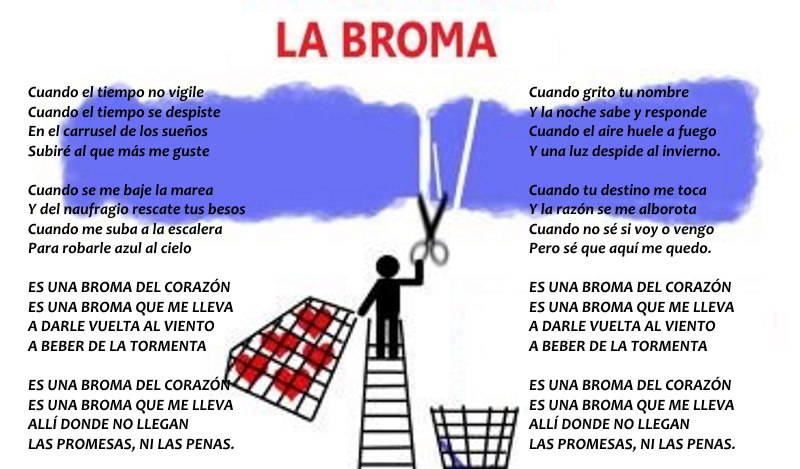 LA BROMA
Cuando el tiempo no vigile
Cuando el tiempo se despiste
En el carrusel de los sueños
Subiré al que más me guste
Cuando se me baje la marea
Y del naufragio rescate tus besos
Cuando me suba a la escalera
Para robarle azul al cielo
ES UNA BROMA DEL CORAZÓN
ES UNA BROMA QUE ME LLEVA
A DARLE VUELTA AL VIENTO
A BEBER DE LA TORMENTA
ES UNA BROMA DEL CORAZÓN
ES UNA BROMA QUE ME LLEVA
ALLÍ DONDE NO LLEGAN
LAS PROMESAS, NI LAS PENAS.
Cuando grito tu nombre
Y la noche sabe y responde
Cuando el aire huele a fuego
Y una luz despide al invierno.
Cuando tu destino me toca
Y la razón se me alborota
Cuando no sé si voy o vengo
Pero sé que aquí me quedo.
ES UNA BROMA DEL CORAZÓN
ES UNA BROMA QUE ME LLEVA
A DARLE VUELTA AL VIENTO
A BEBER DE LA TORMENTA
ES UNA BROMA DEL CORAZÓN
ES UNA BROMA QUE ME LLEVA
ALLÍ DONDE NO LLEGAN
LAS PROMESAS, NI LAS PENAS.